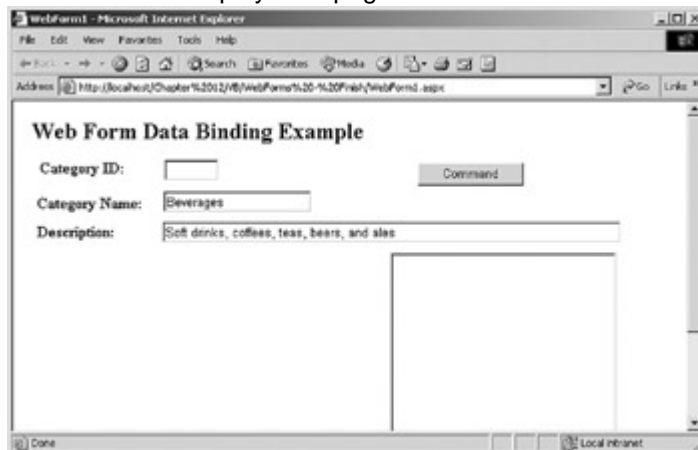 WebForm1 - Microsoft Internet Explorer
File Edit View Favorites Tools Help
Back Search Favorites Media
Address http://localhost/Chapter%2012/VB/WebForms%20-%20Finish/WebForm1.aspx Go Links »
Web Form Data Binding Example
Category ID:
Command
Category Name: Beverages
Description: Soft drinks, coffees, teas, beers, and ales
Done Local intranet